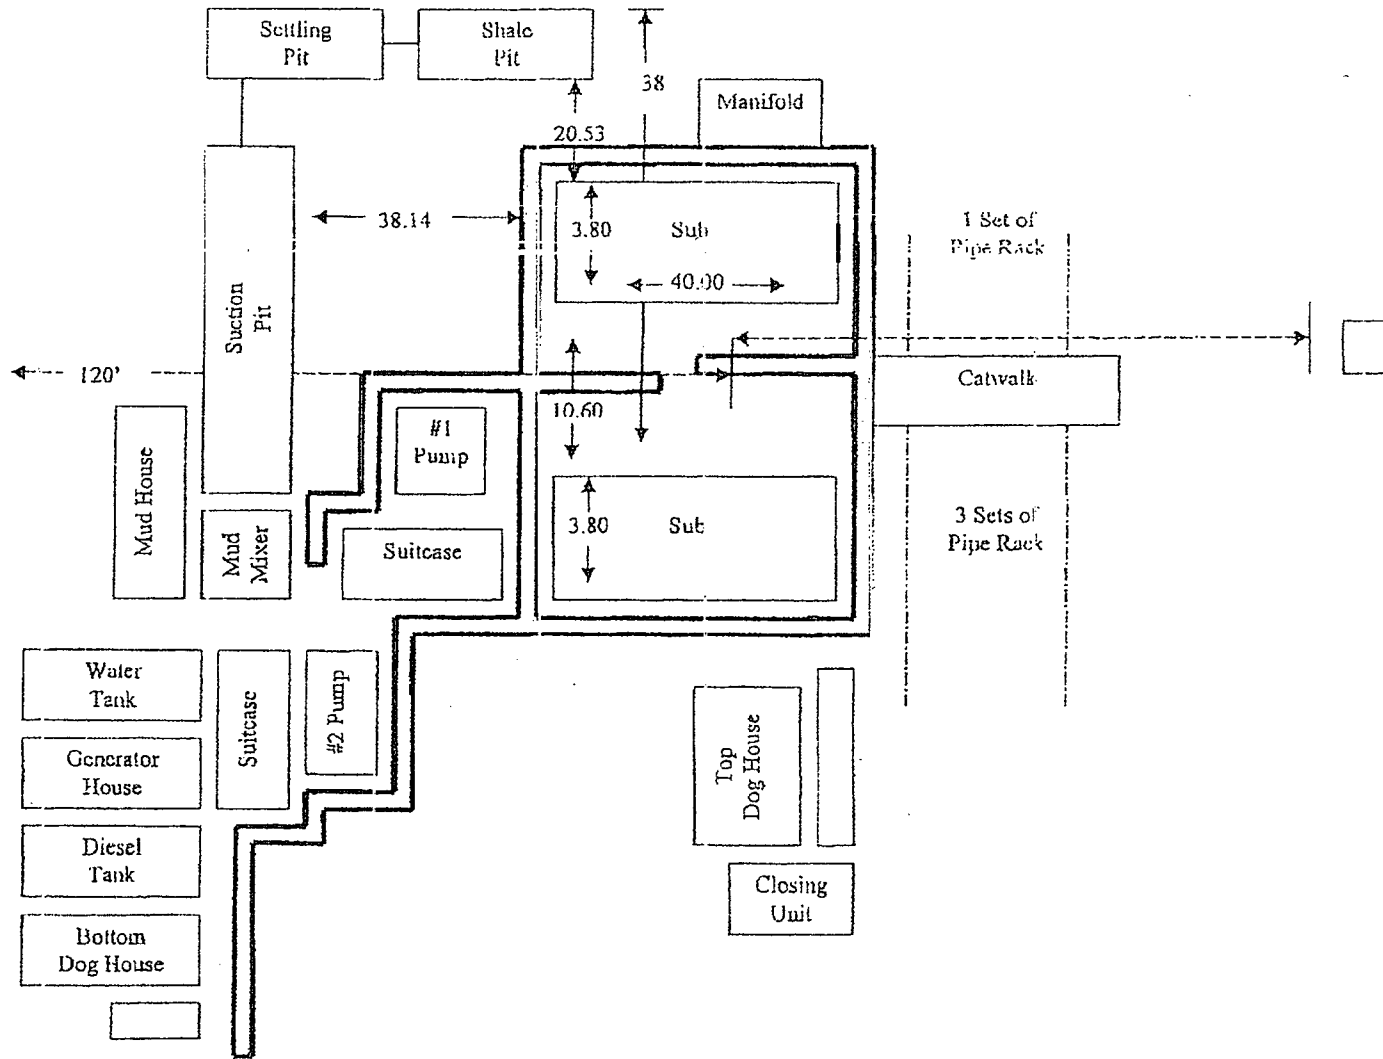 Settling
Pit
Shale
Pit
38
Manifold
20.53
38.14
3.80
Sub
40.00
1 Set of
Pipe Rack
Suction
Pit
120'
Catwalk
10.60
#1
Pump
Mud House
Mud
Mixer
Suitcase
3.80
Sub
3 Sets of
Pipe Rack
Water
Tank
Suitcase
#2 Pump
Generator
House
Top
Dog House
Diesel
Tank
Closing
Unit
Bottom
Dog House